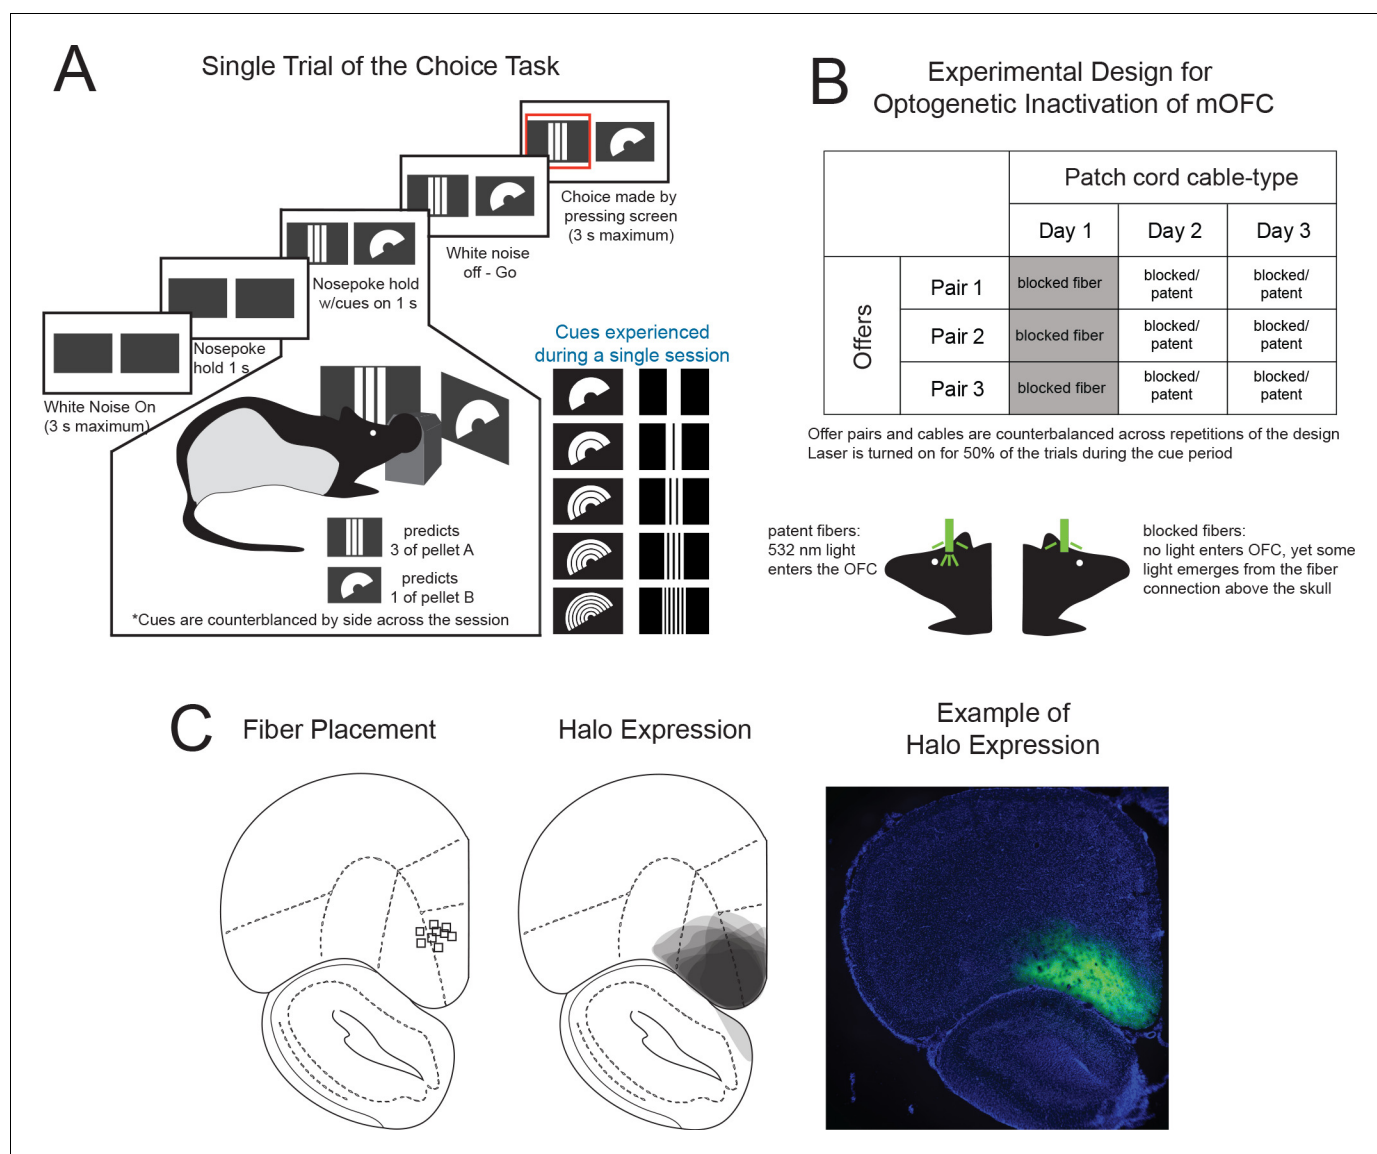 A
Single Trial of the Choice Task
White Noise On
(3 s maximum)
Nosepoke
hold 1 s
Nosepoke hold
w/cues on 1 s
White noise
off - Go
Choice made by
pressing screen
(3 s maximum)
predicts
3 of pellet A
predicts
1 of pellet B
*Cues are counterblanced by side across the session
Cues experienced
during a single session
B
Experimental Design for
Optogenetic Inactivation of mOFC
Patch cord cable-type
Day 1
Day 2
Day 3
Offers
Pair 1
blocked fiber
blocked/
patent
blocked/
patent
Pair 2
blocked fiber
blocked/
patent
blocked/
patent
Pair 3
blocked fiber
blocked/
patent
blocked/
patent
Offer pairs and cables are counterbalanced across repetitions of the design
Laser is turned on for 50% of the trials during the cue period
patent fibers:
532 nm light
enters the OFC
blocked fibers:
no light enters OFC, yet some
light emerges from the fiber
connection above the skull
C
Fiber Placement
Halo Expression
Example of
Halo Expression